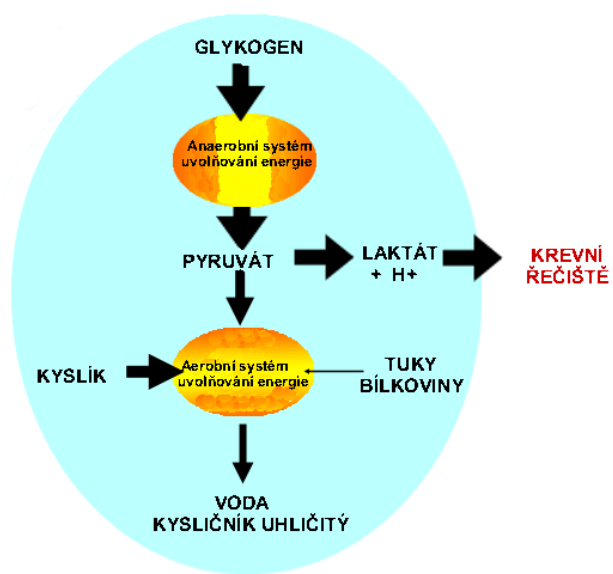 GLYKOGEN
Anaerobní systém
uvolňování energie
PYRUVÁT
LAKTÁT
+ H+
KREVNÍ
ŘEČIŠTĚ
KYSLÍK
Aerobní systém
uvolňování energie
TUKY
BÍLKOVINY
VODA
KYSLIČNÍK UHLIČITÝ